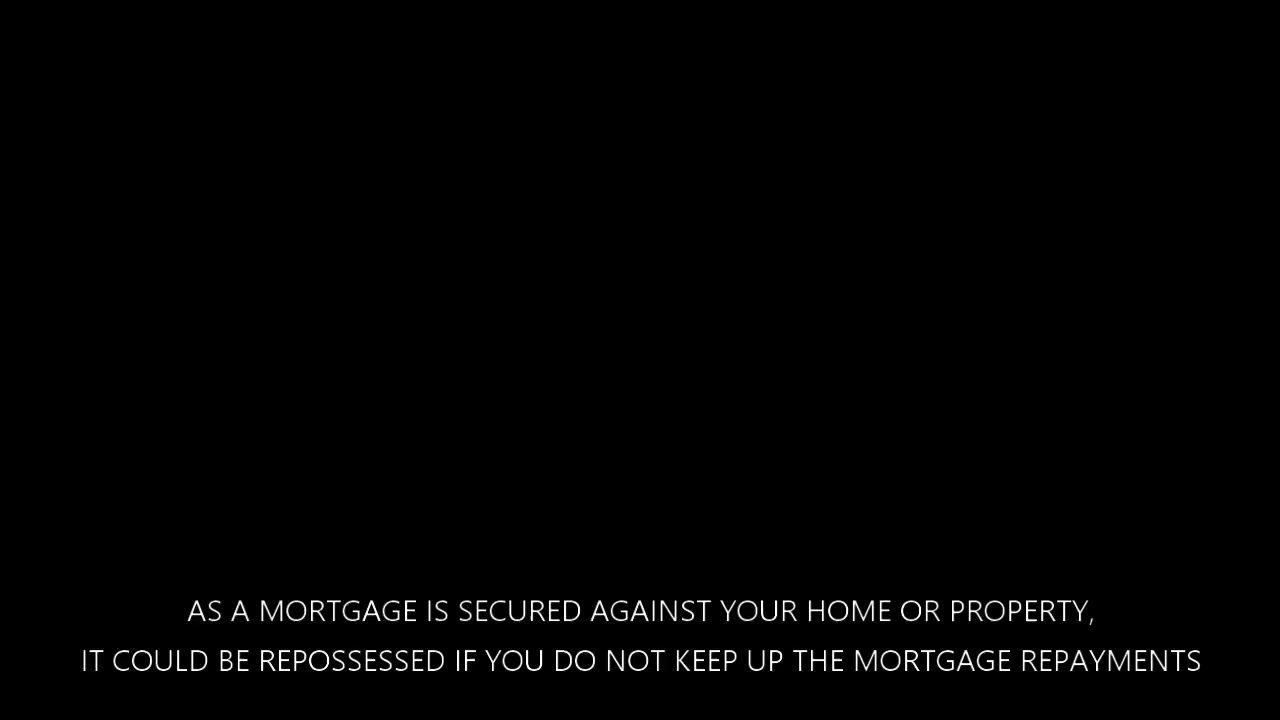 AS A MORTGAGE IS SECURED AGAINST YOUR HOME OR PROPERTY,
IT COULD BE REPOSSESSED IF YOU DO NOT KEEP UP THE MORTGAGE REPAYMENTS